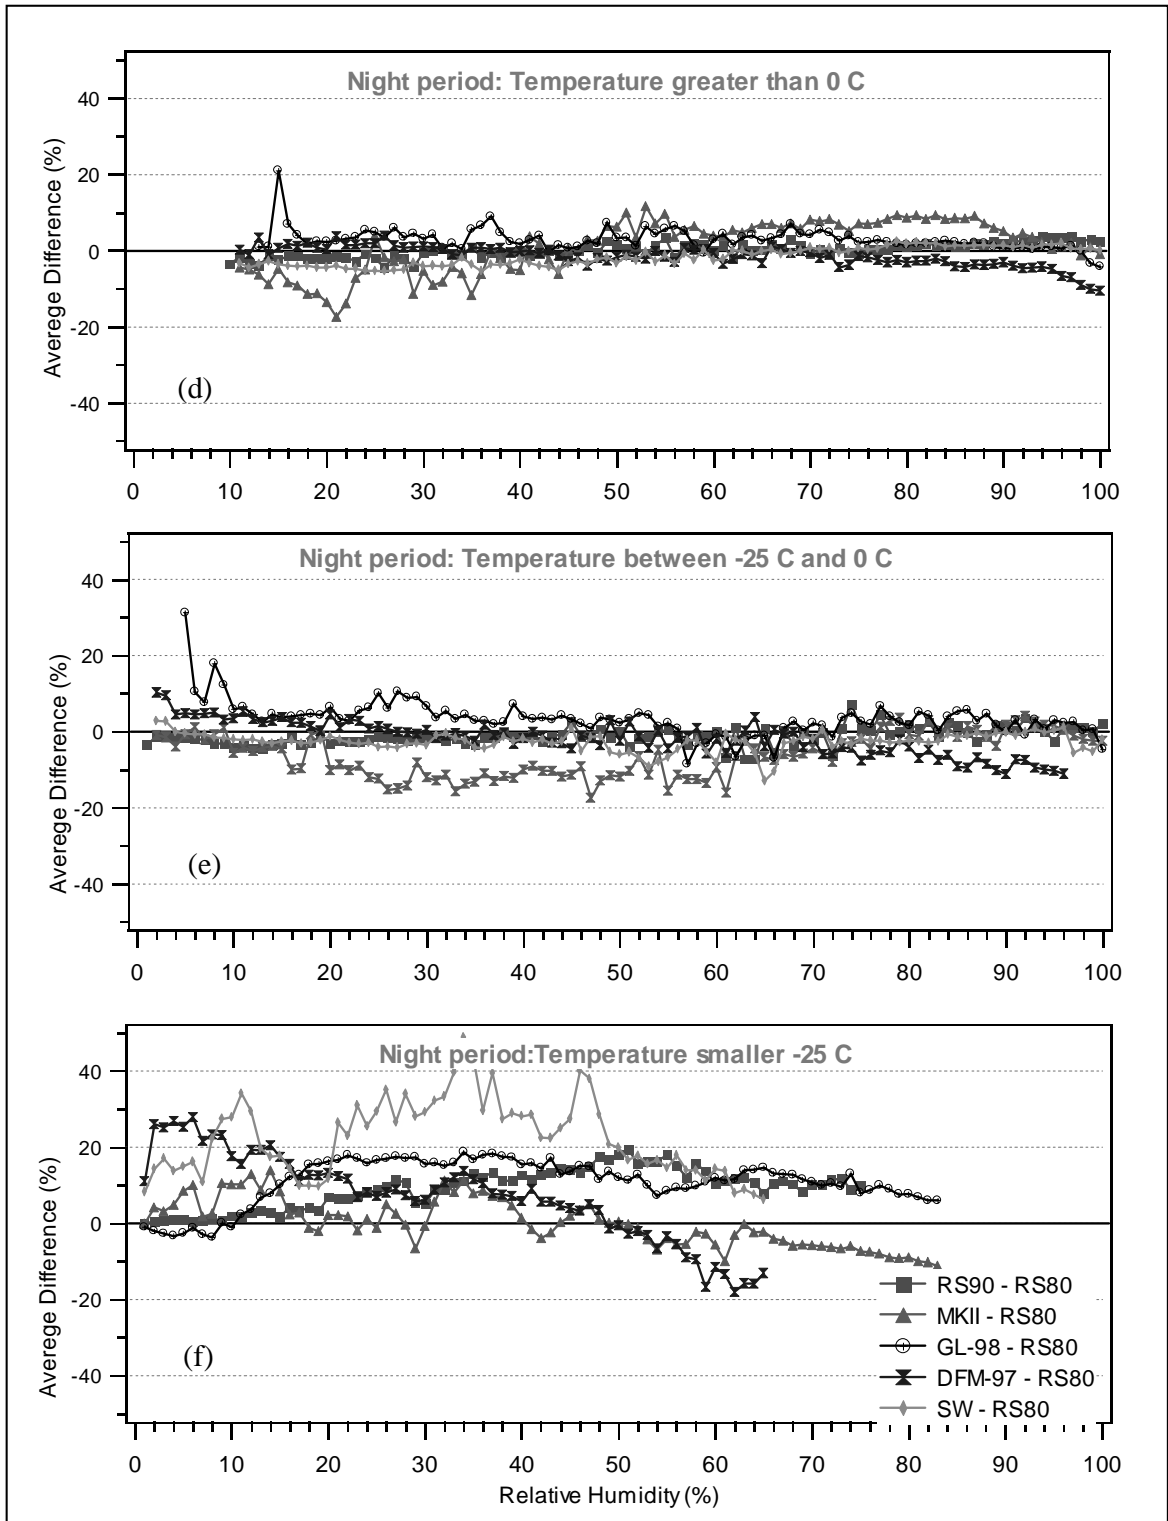 Night period: Temperature greater than 0 C
40
20
0
-20
-40
Averege Difference (%)
(d)
0 10 20 30 40 50 60 70 80 90 100
Night period: Temperature between -25 C and 0 C
40
20
0
-20
-40
Averege Difference (%)
(e)
0 10 20 30 40 50 60 70 80 90 100
Night period:Temperature smaller -25 C
40
20
0
-20
-40
Averege Difference (%)
(f)
RS90 - RS80
MKII - RS80
GL-98 - RS80
DFM-97 - RS80
SW - RS80
0 10 20 30 40 50 60 70 80 90 100
Relative Humidity (%)